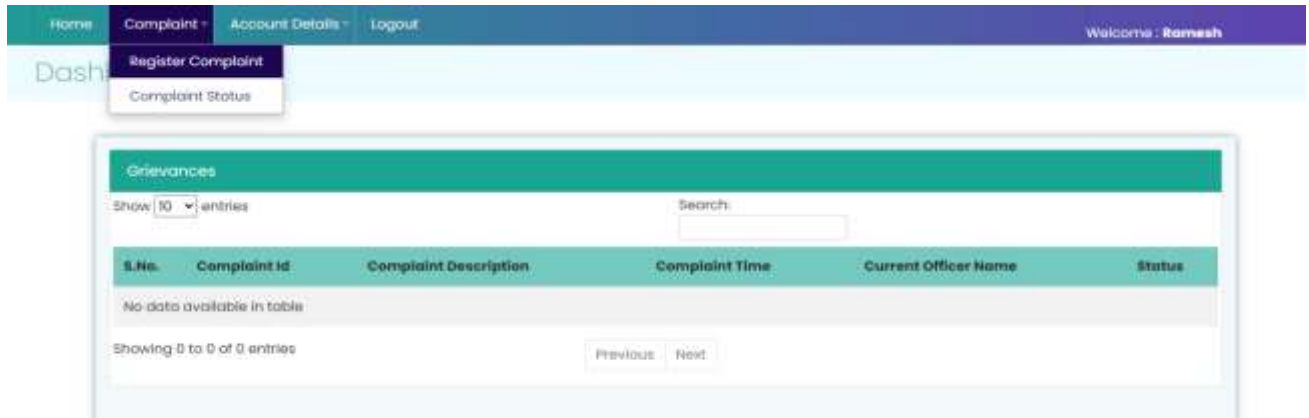 Home Complaint Account Details Logout Welcome : Ramesh
Dash
Register Complaint
Complaint Status
Grievances
Show 10 entries Search:
S.No. Complaint Id Complaint Description Complaint Time Current Officer Name Status
No data available in table
Showing 0 to 0 of 0 entries Previous Next